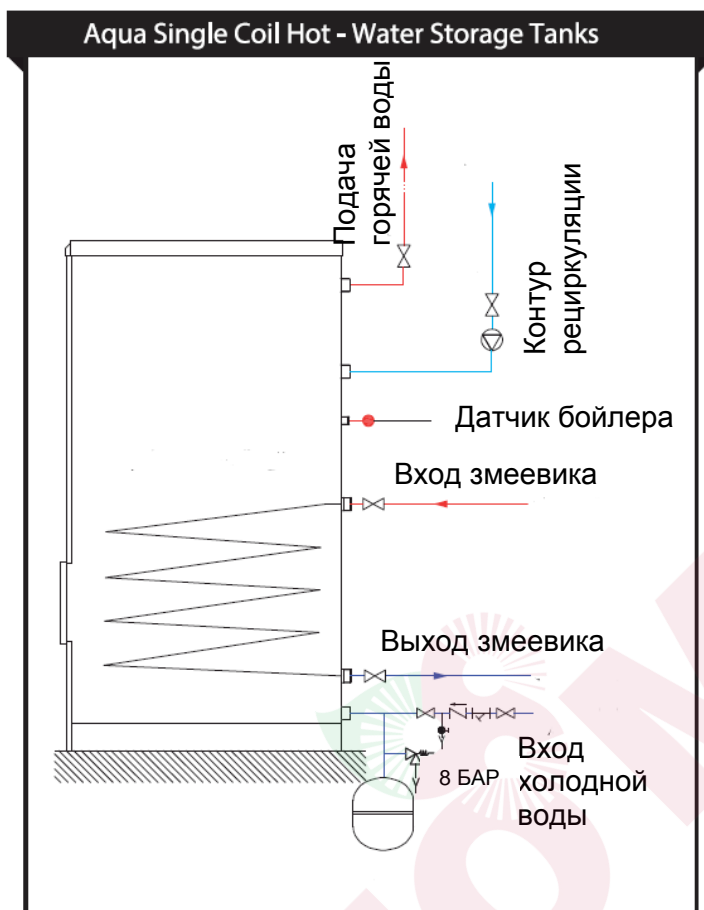 Aqua Single Coil Hot - Water Storage Tanks
Подача
горячей воды
Контур
рециркуляции
Датчик бойлера
Вход змеевика
Выход змеевика
8 БАР
Вход
холодной
воды